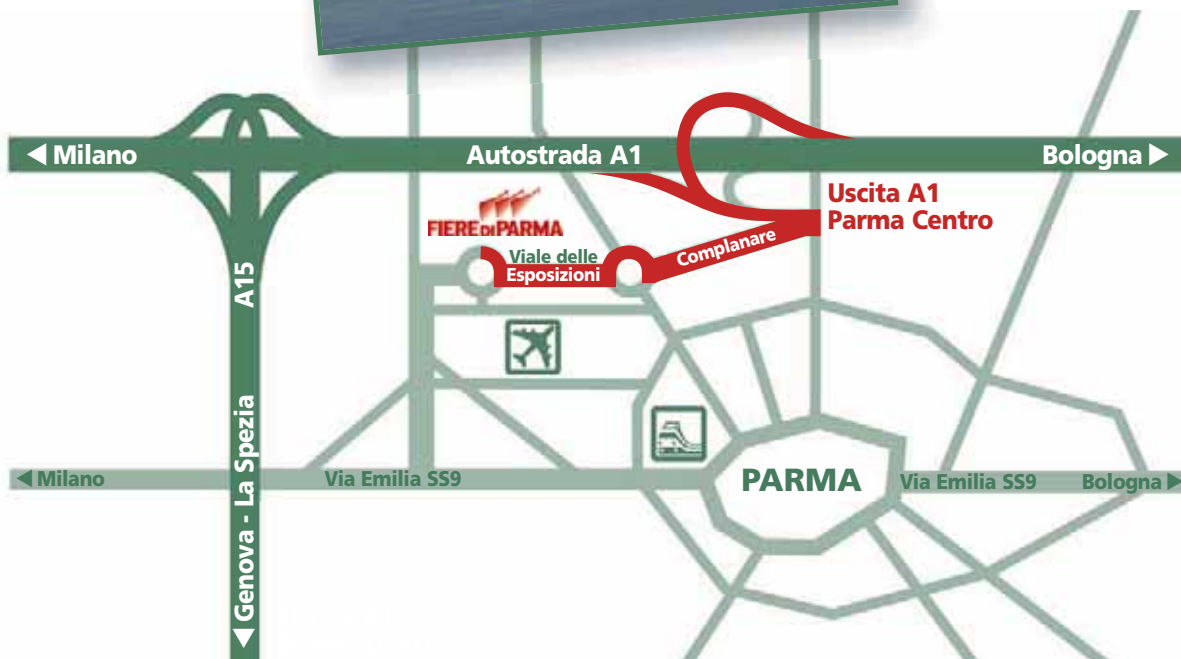 Milano
Autostrada A1
Bologna
Uscita A1
Parma Centro
FIERE DI PARMA
Complanare
Viale delle
Esposizioni
A15
Genova - La Spezia
Milano
Via Emilia SS9
PARMA
Via Emilia SS9
Bologna